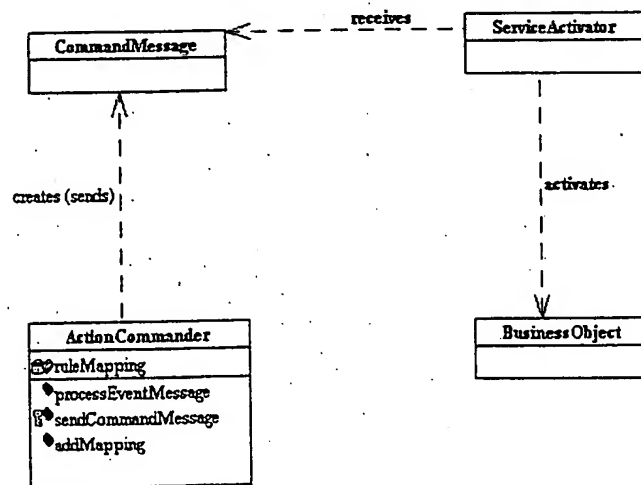 receives
CommandMessage
ServiceActivator
creates (sends)
activates
ActionCommander
ruleMapping
processEventMessage
sendCommandMessage
addMapping
BusinessObject